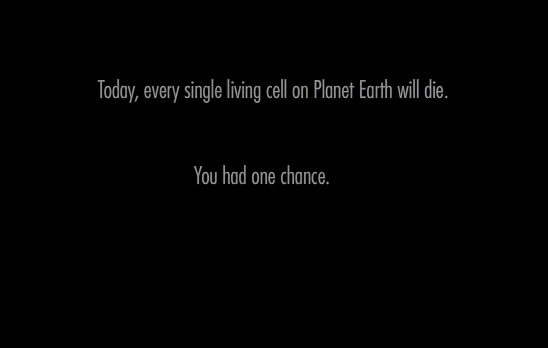 Today, every single living cell on Planet Earth will die.
You had one chance.